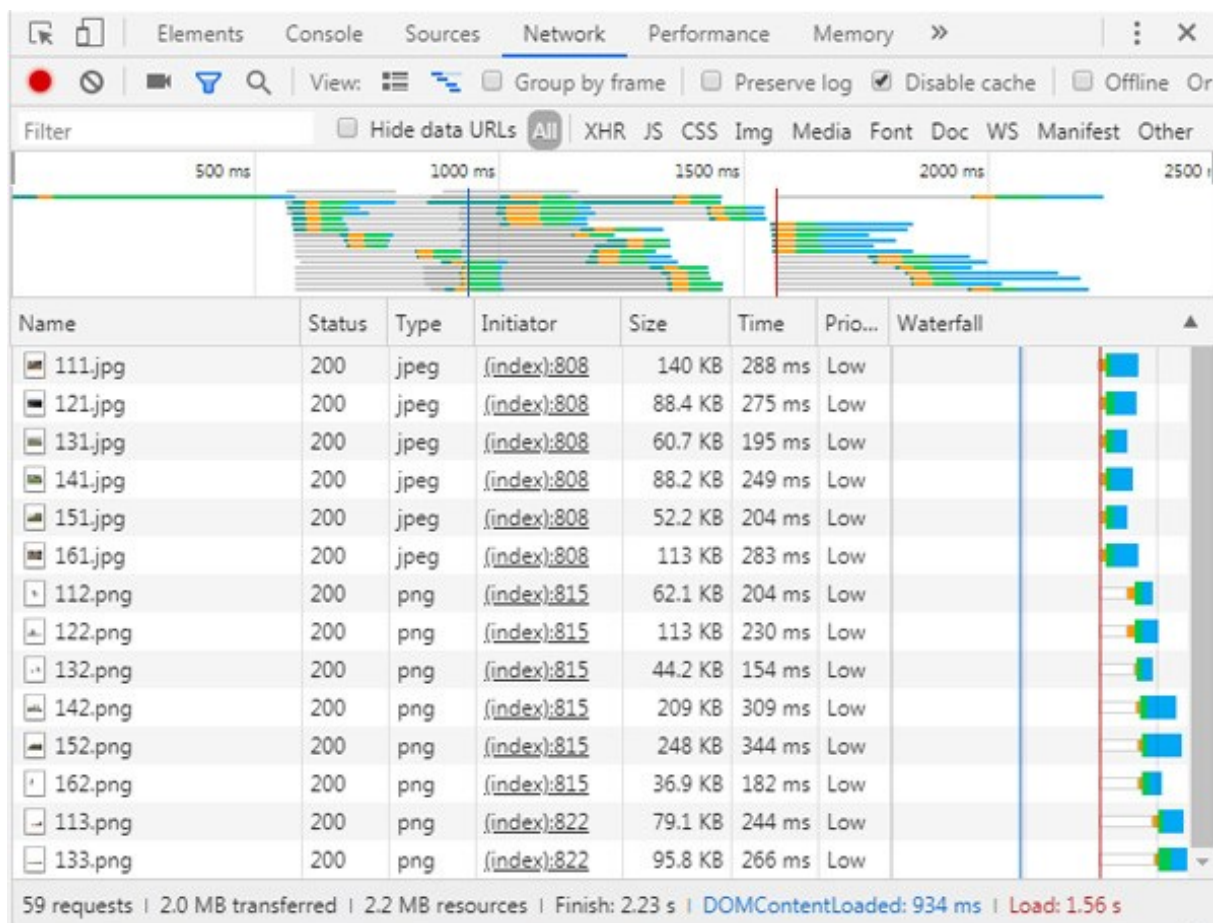 Elements Console Sources Network Performance Memory »
View: Group by frame Preserve log Disable cache Offline
Filter Hide data URLs All XHR JS CSS Img Media Font Doc WS Manifest Other
500 ms 1000 ms 1500 ms 2000 ms 2500
Name Status Type Initiator Size Time Prio... Waterfall
111.jpg 200 jpeg (index):808 140 KB 288 ms Low
121.jpg 200 jpeg (index):808 88.4 KB 275 ms Low
131.jpg 200 jpeg (index):808 60.7 KB 195 ms Low
141.jpg 200 jpeg (index):808 88.2 KB 249 ms Low
151.jpg 200 jpeg (index):808 52.2 KB 204 ms Low
161.jpg 200 jpeg (index):808 113 KB 283 ms Low
112.png 200 png (index):815 62.1 KB 204 ms Low
122.png 200 png (index):815 113 KB 230 ms Low
132.png 200 png (index):815 44.2 KB 154 ms Low
142.png 200 png (index):815 209 KB 309 ms Low
152.png 200 png (index):815 248 KB 344 ms Low
162.png 200 png (index):815 36.9 KB 182 ms Low
113.png 200 png (index):822 79.1 KB 244 ms Low
133.png 200 png (index):822 95.8 KB 266 ms Low
59 requests | 2.0 MB transferred | 2.2 MB resources | Finish: 2.23 s | DOMContentLoaded: 934 ms | Load: 1.56 s